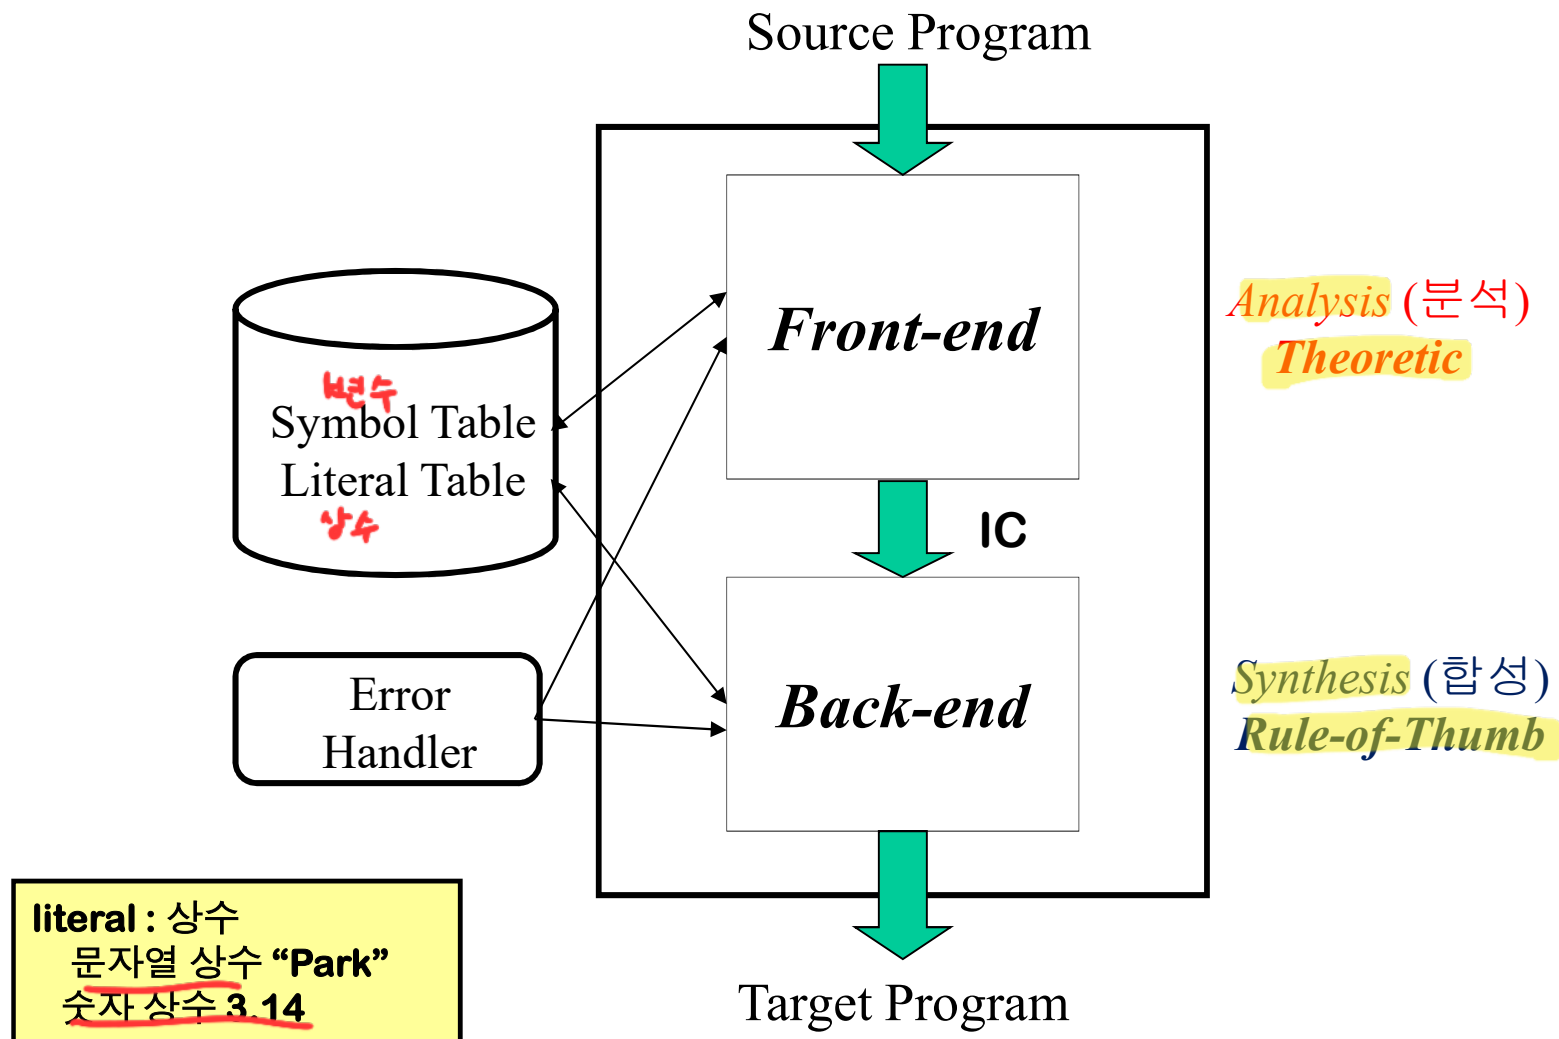 Source Program
Front-end
Analysis (분석)
Theoretic
변수
Symbol Table
Literal Table
상수
IC
Error
Handler
Back-end
Synthesis (합성)
Rule-of-Thumb
literal : 상수
문자열 상수 “Park”
숫자 상수 3.14
Target Program